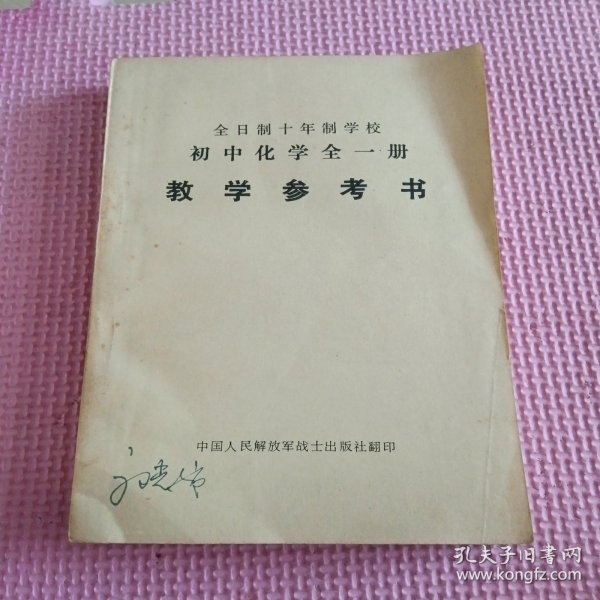 全日制十年制学校
初中化学全一册
教学参考书
中国人民解放军战士出版社翻印
孔夫子旧书网
www.kongfz.com